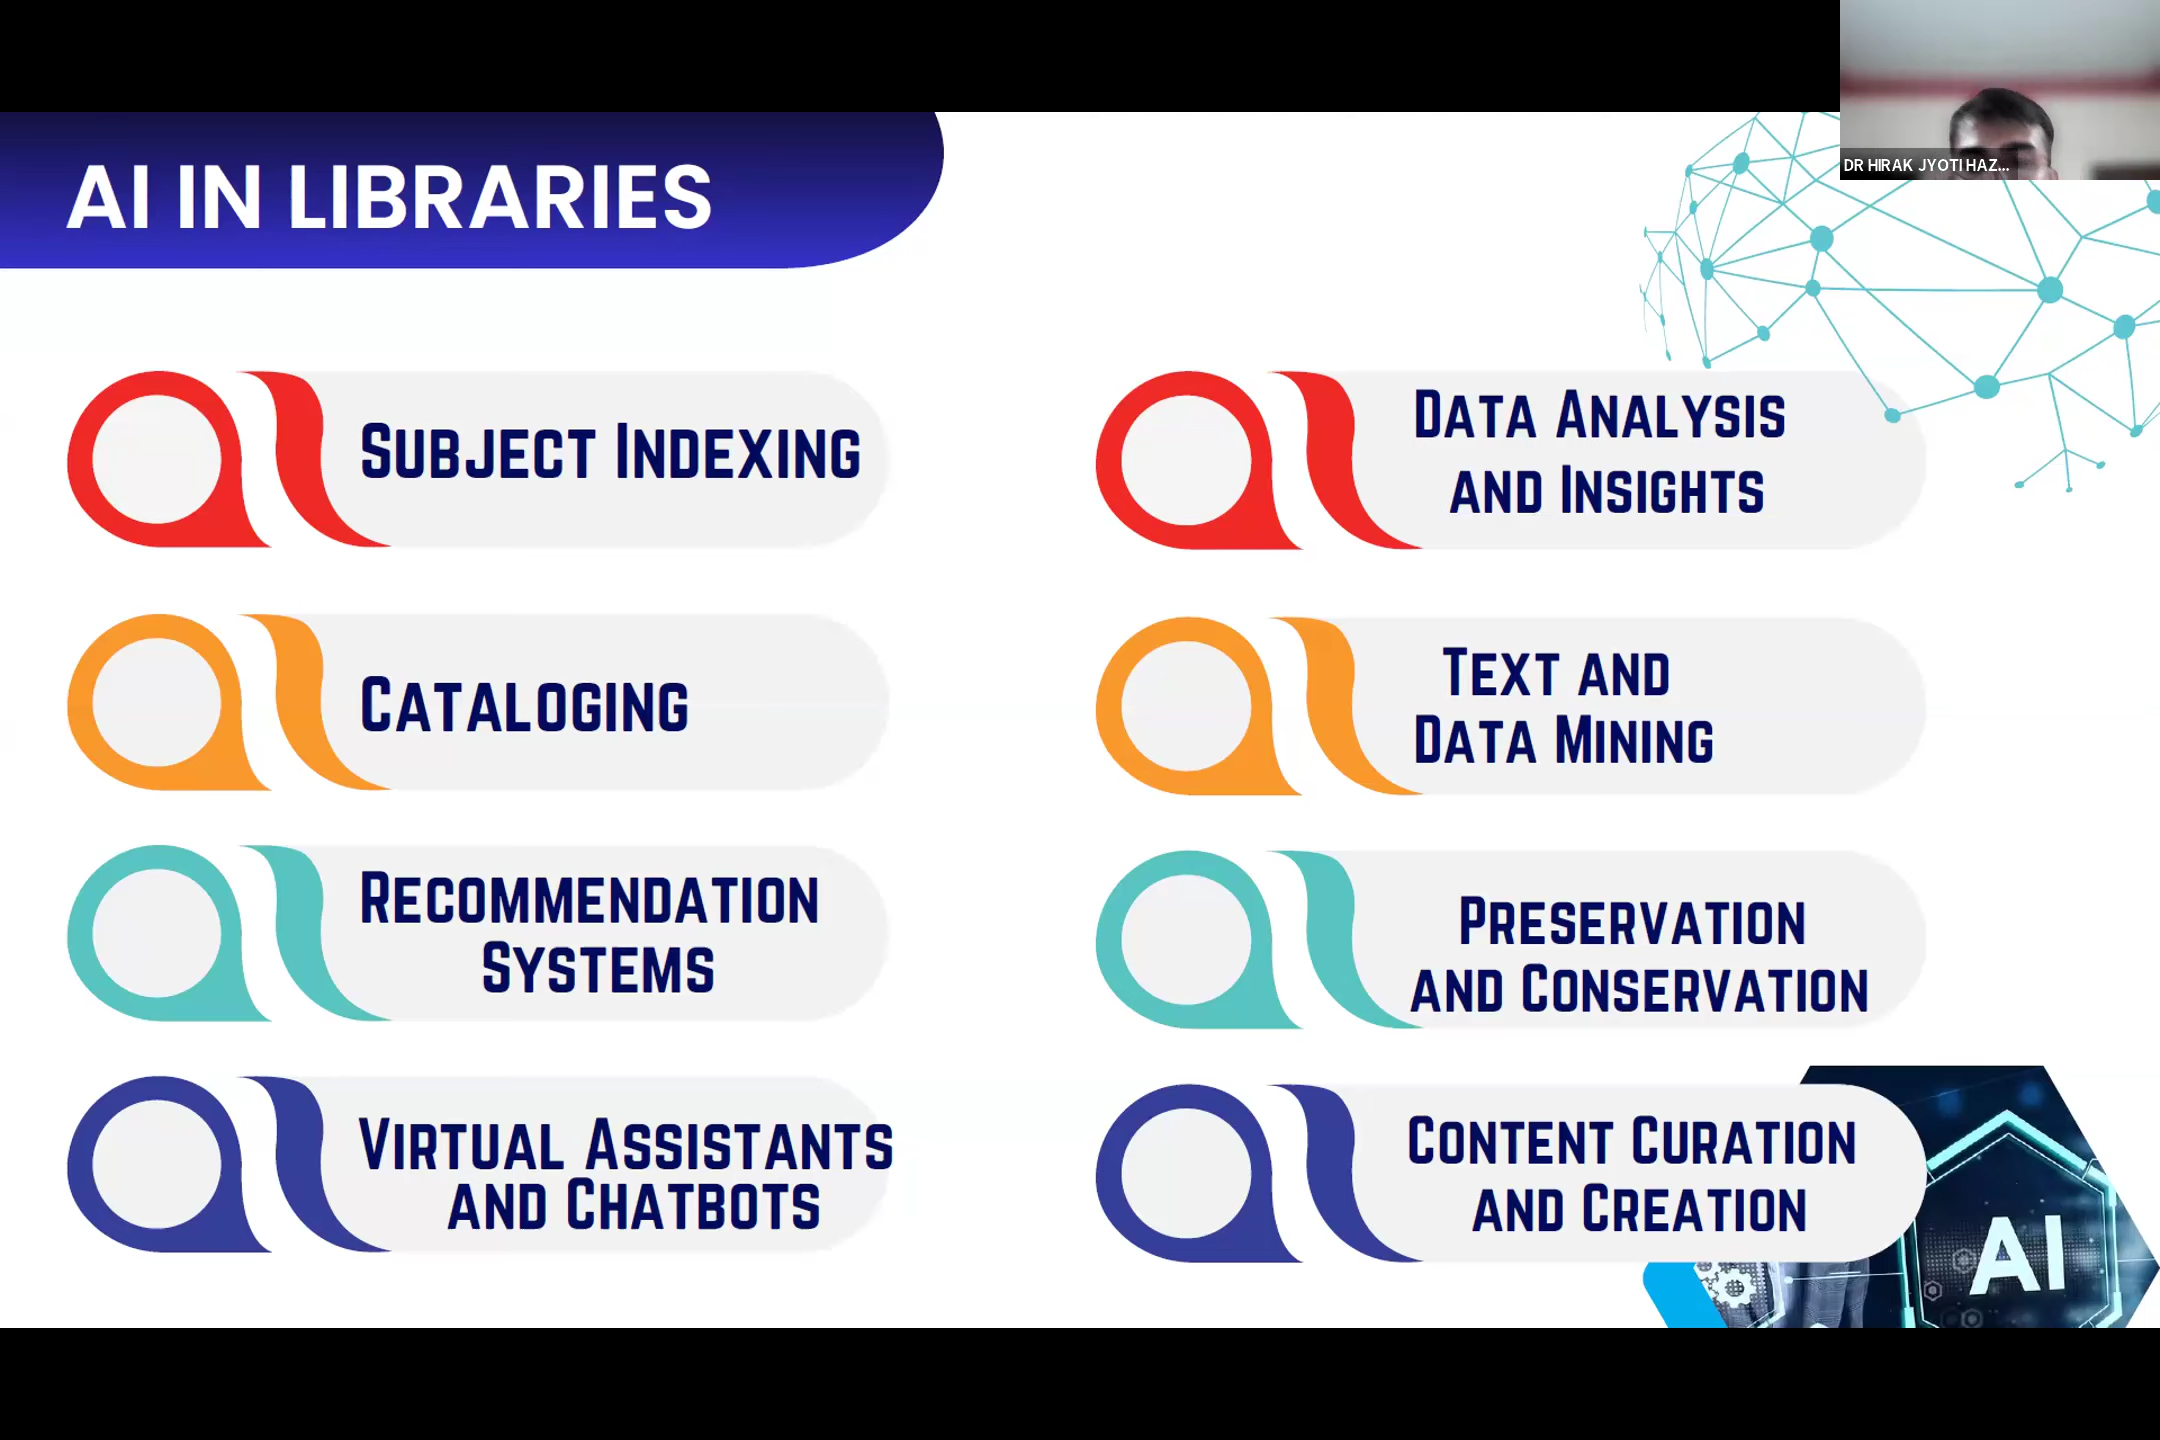 DR HIRAK JYOTI HAZ...
AI IN LIBRARIES
SUBJECT INDEXING
CATALOGING
RECOMMENDATION
SYSTEMS
VIRTUAL ASSISTANTS
AND CHATBOTS
DATA ANALYSIS
AND INSIGHTS
TEXT AND
DATA MINING
PRESERVATION
AND CONSERVATION
CONTENT CURATION
AND CREATION
AI